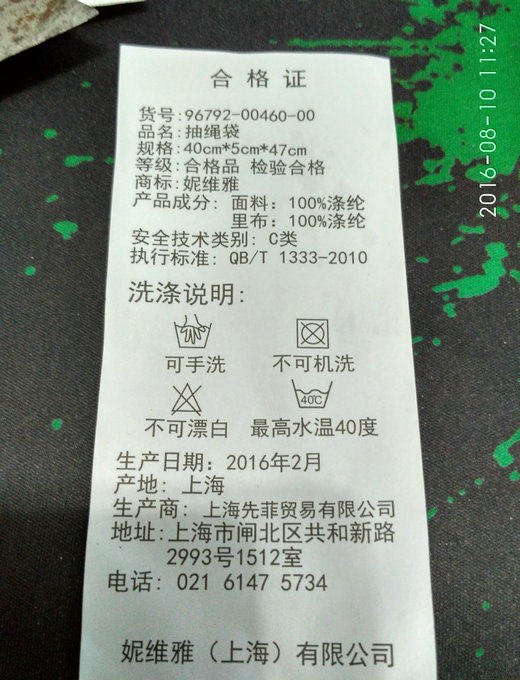 合格证
货号:96792-00460-00
品名:抽绳袋
规格:40cm*5cm*47cm
等级:合格品 检验合格
商标:妮维雅
产品成分: 面料: 100%涤纶
里布: 100%涤纶
安全技术类别: C类
执行标准: QB/T 1333-2010
洗涤说明:
可手洗 不可机洗
40℃
不可漂白 最高水温40度
生产日期: 2016年2月
产地: 上海
生产商: 上海先菲贸易有限公司
地址:上海市闸北区共和新路
2993号1512室
电话: 021 6147 5734
妮维雅（上海）有限公司
2016-08-10 11:27